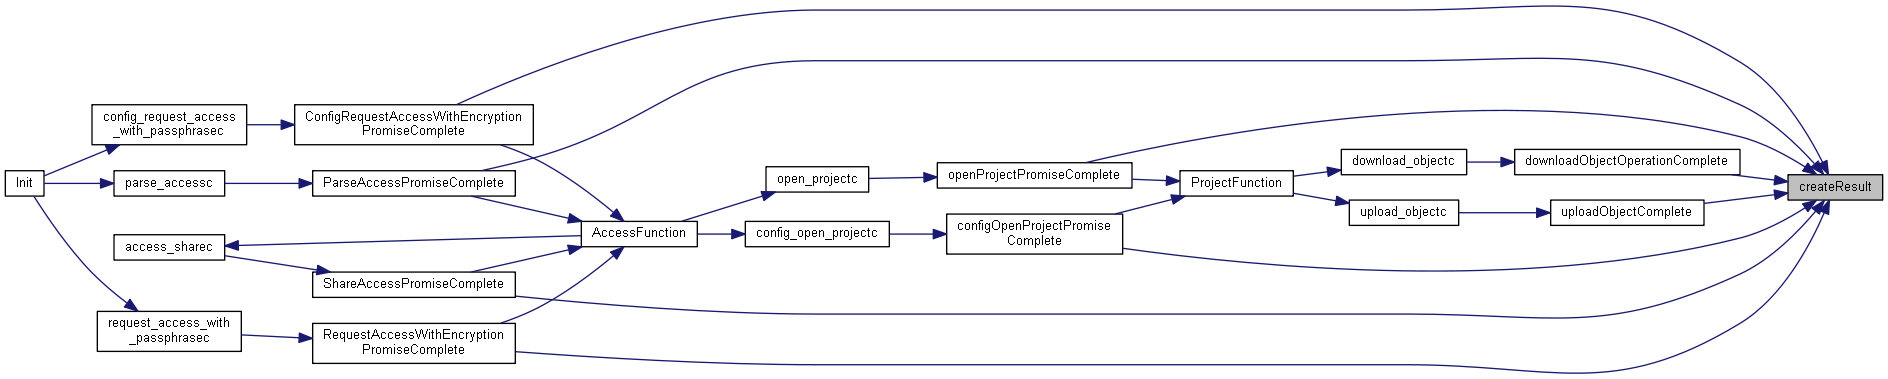 Init
config_request_access
_with_passphrasec
parse_accessc
access_sharec
request_access_with
_passphrasec
ConfigRequestAccessWithEncryption
PromiseComplete
ParseAccessPromiseComplete
ShareAccessPromiseComplete
RequestAccessWithEncryption
PromiseComplete
AccessFunction
open_projectc
config_open_projectc
openProjectPromiseComplete
configOpenProjectPromise
Complete
ProjectFunction
download_objectc
upload_objectc
downloadObjectOperationComplete
uploadObjectComplete
createResult